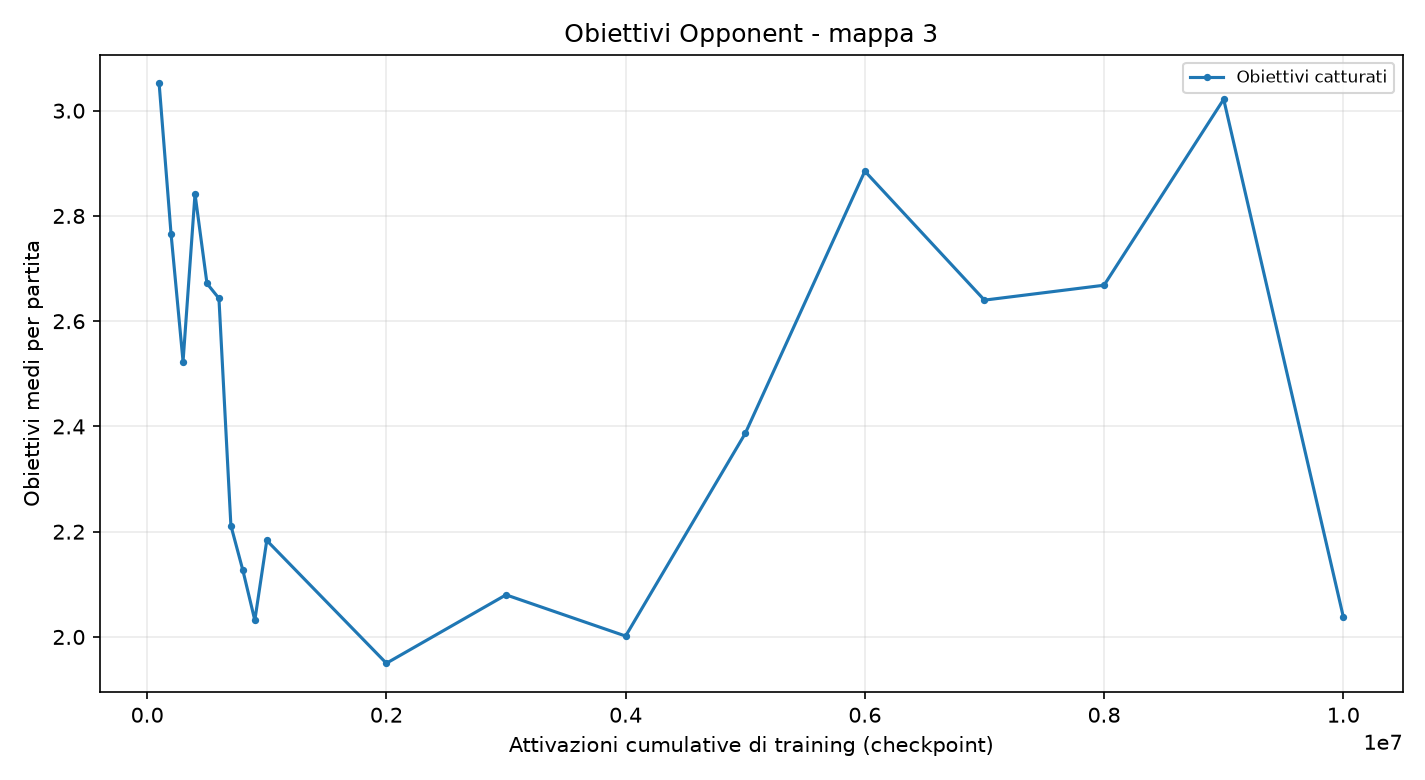 Obiettivi Opponent - mappa 3
Obiettivi catturati
Obiettivi medi per partita
3.0
2.8
2.6
2.4
2.2
2.0
0.0 0.2 0.4 0.6 0.8 1.0
1e7
Attivazioni cumulative di training (checkpoint)